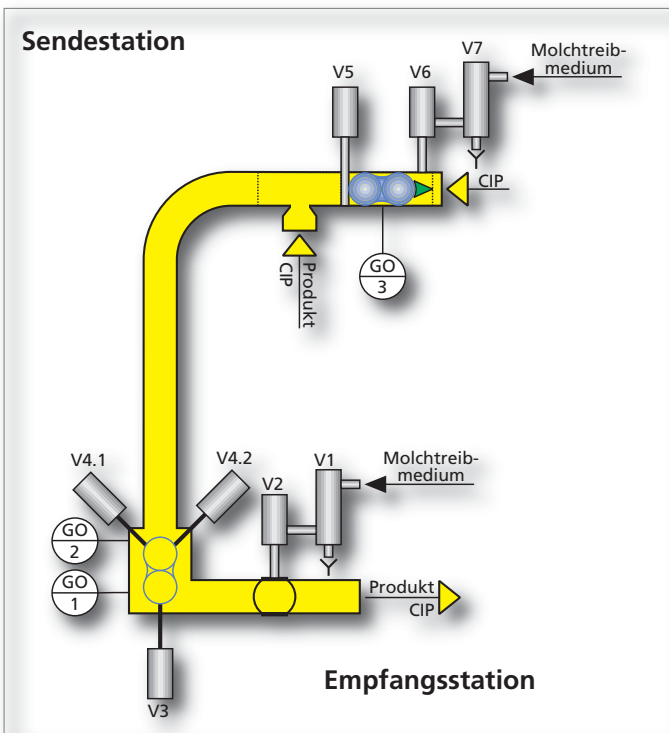 Sendestation
V7
Molchtreib-
medium
V5
V6
CIP
GO
3
CIP
Produkt
V4.1
V4.2
V2
V1
Molchtreib-
medium
GO
2
GO
1
Produkt
CIP
V3
Empfangsstation